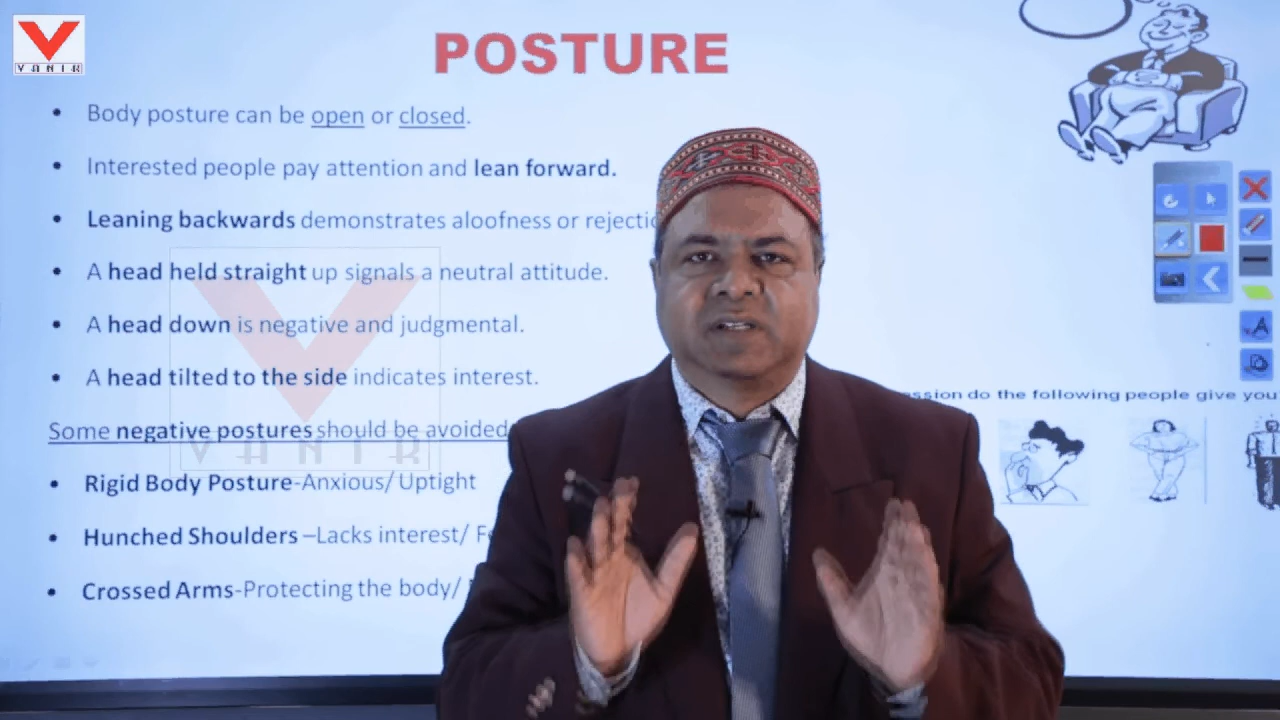 VANIK
POSTURE
• Body posture can be open or closed.
• Interested people pay attention and lean forward.
• Leaning backwards demonstrates aloofness or
• A head held straight up signals a neutral attitude.
• A head down is negative and judgmental.
• A head tilted to the side indicates interest.
Some negative postures should be avoided
VANIK
• Rigid Body Posture-Anxious/ Uptight
• Hunched Shoulders –Lacks interest/
• Crossed Arms-Protecting the body/
do the following people give you